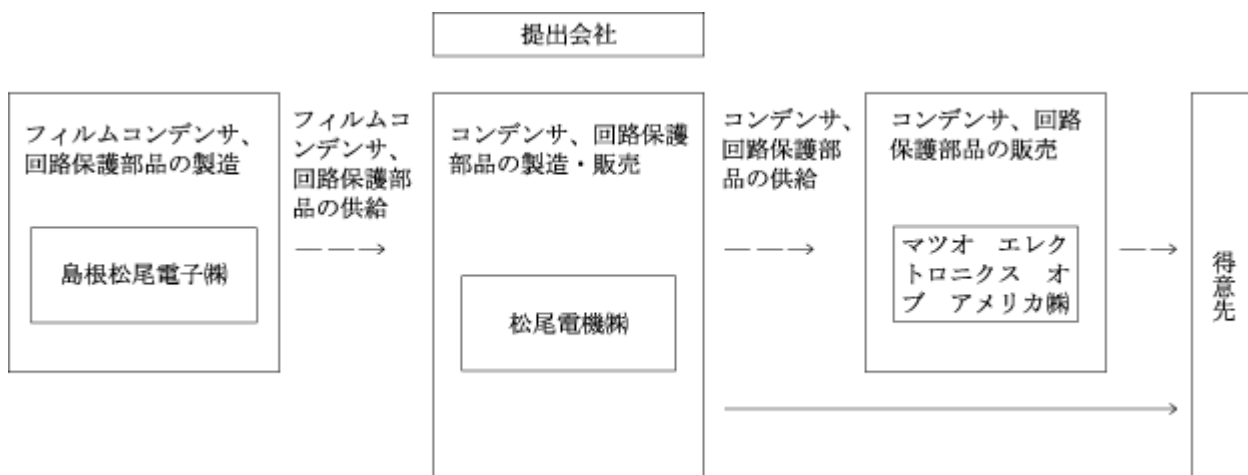 提出会社
フィルムコンデンサ、
回路保護部品の製造
島根松尾電子㈱
フィルムコ
ンデンサ、
回路保護部
品の供給
コンデンサ、回路保護
部品の製造・販売
松尾電機㈱
コンデンサ、
回路保護部
品の供給
コンデンサ、回路
保護部品の販売
マツオ　エレク
トロニクス　オ
ブ　アメリカ㈱
得意先